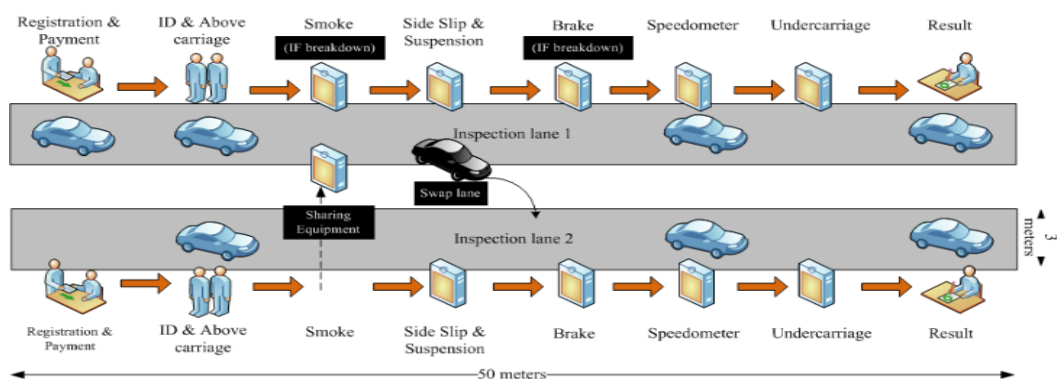 Registration &
Payment
ID & Above
carriage
Smoke
(IF breakdown)
Side Slip &
Suspension
Brake
(IF breakdown)
Speedometer
Undercarriage
Result
Inspection lane 1
Swap lane
Sharing
Equipment
Inspection lane 2
3
meters
Registration &
Payment
ID & Above
carriage
Smoke
Side Slip &
Suspension
Brake
Speedometer
Undercarriage
Result
50 meters